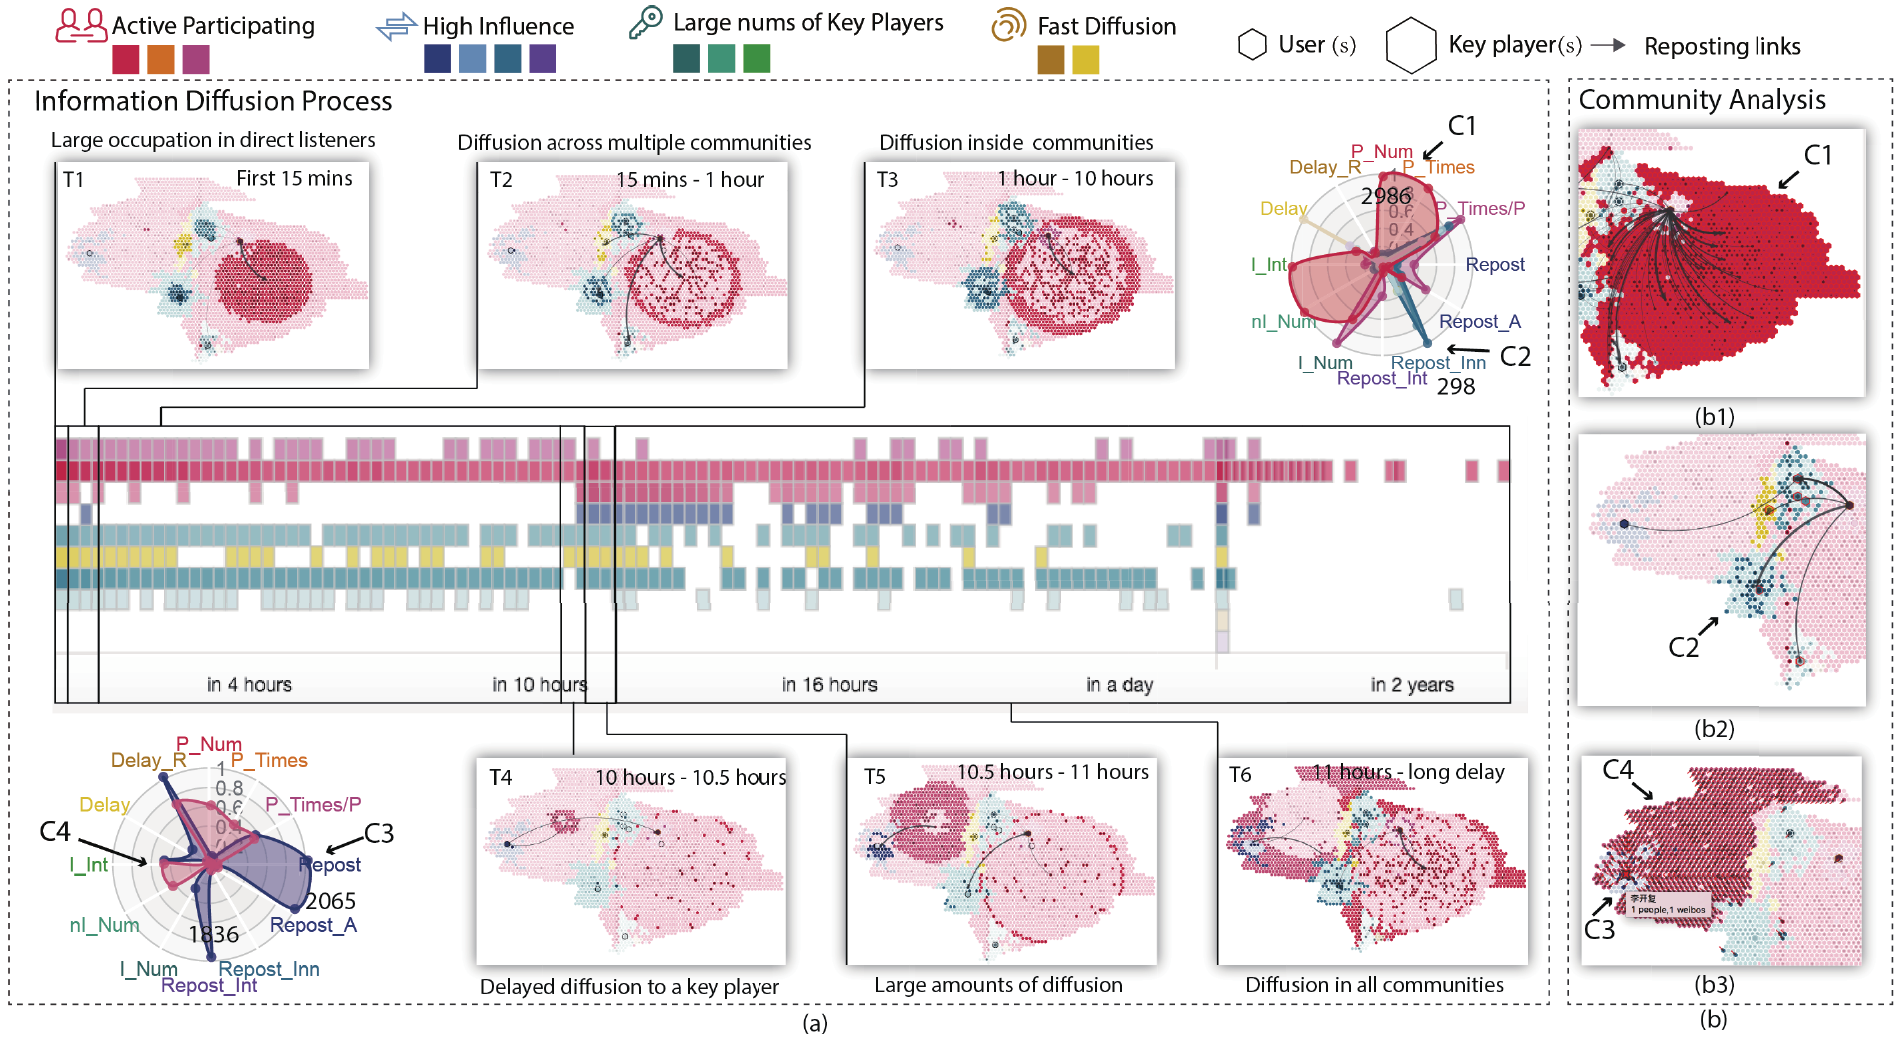 Active Participating
High Influence
Large nums of Key Players
Fast Diffusion
User (s)
Key player(s)
Reposting links
Information Diffusion Process
Large occupation in direct listeners
T1
First 15 mins
Diffusion across multiple communities
T2
15 mins - 1 hour
Diffusion inside communities
T3
1 hour - 10 hours
C1
P_Num
Delay_R
P_Times
2986
Delay
0.6
P_Times/P
0.4
I_Int
Repost
nI_Num
Repost_A
I_Num
Repost_Inn
C2
Repost_Int
298
in 4 hours
in 10 hours
in 16 hours
in a day
in 2 years
P_Num
Delay_R
P_Times
1
0.8
Delay
0.6
P_Times/P
C4
C3
I_Int
Repost
2065
nI_Num
1836
Repost_A
I_Num
Repost_Inn
Repost_Int
T4
10 hours - 10.5 hours
Delayed diffusion to a key player
T5
10.5 hours - 11 hours
Large amounts of diffusion
T6
11 hours - long delay
Diffusion in all communities
(a)
Community Analysis
C1
(b1)
C2
(b2)
C4
李开复
1 people,1 weibos
C3
(b3)
(b)